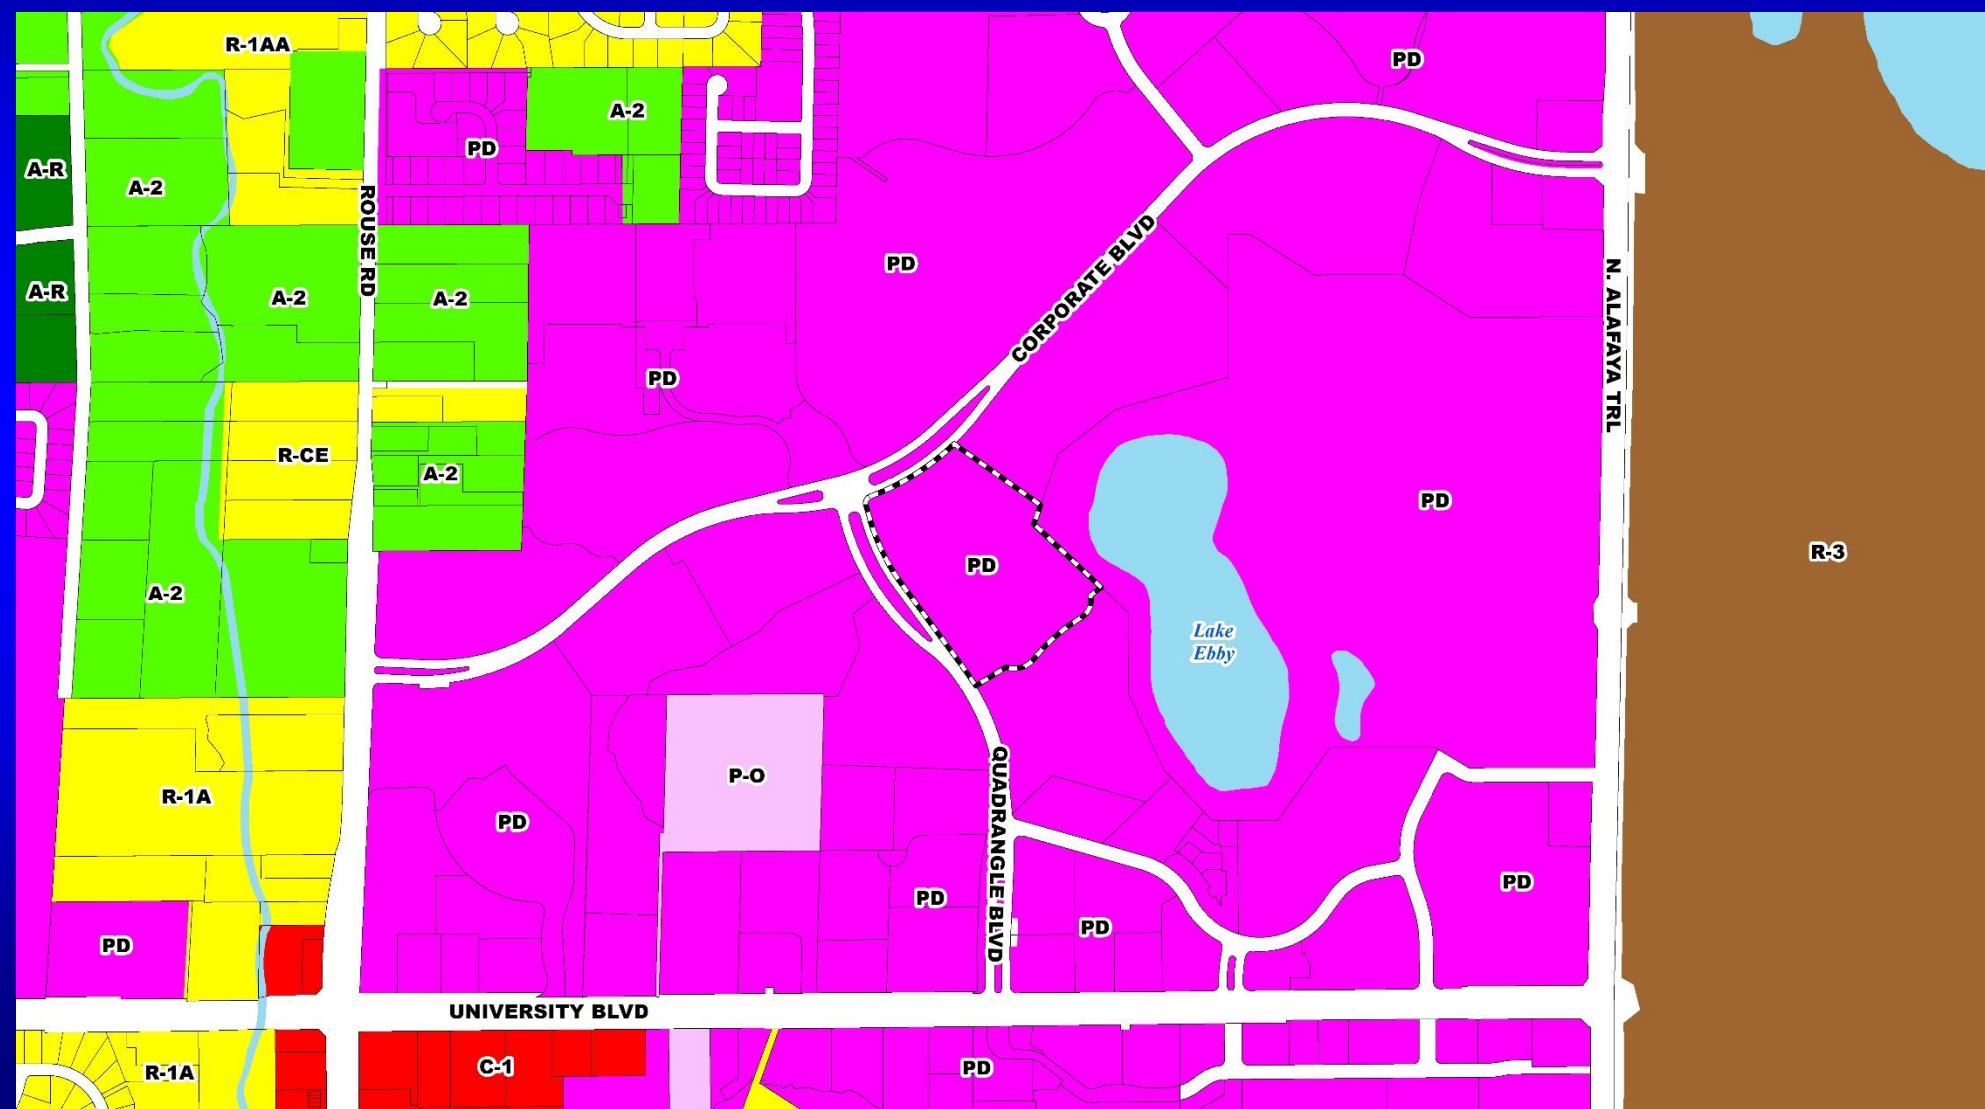 R-1AA
PD
A-2
PD
A-R
A-2
ROUSE RD
CORPORATE BLVD
PD
A-R
A-2
A-2
N. ALAFAYA TRL
PD
R-CE
A-2
PD
R-3
PD
A-2
Lake
Ebby
P-O
R-1A
PD
QUADRANGLE BLVD
PD
PD
PD
PD
UNIVERSITY BLVD
C-1
PD
R-1A